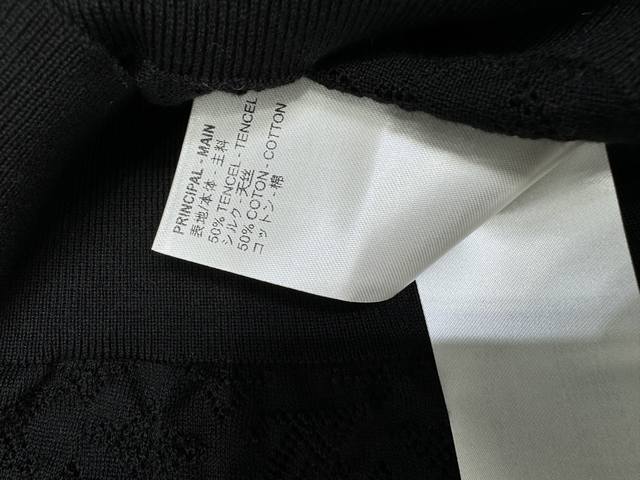 PRINCIPAL - MAIN
表地/本体 - 主料
50% TENCEL - TENCEL
シルク - 天丝
50% COTON - COTTON
コットン - 棉